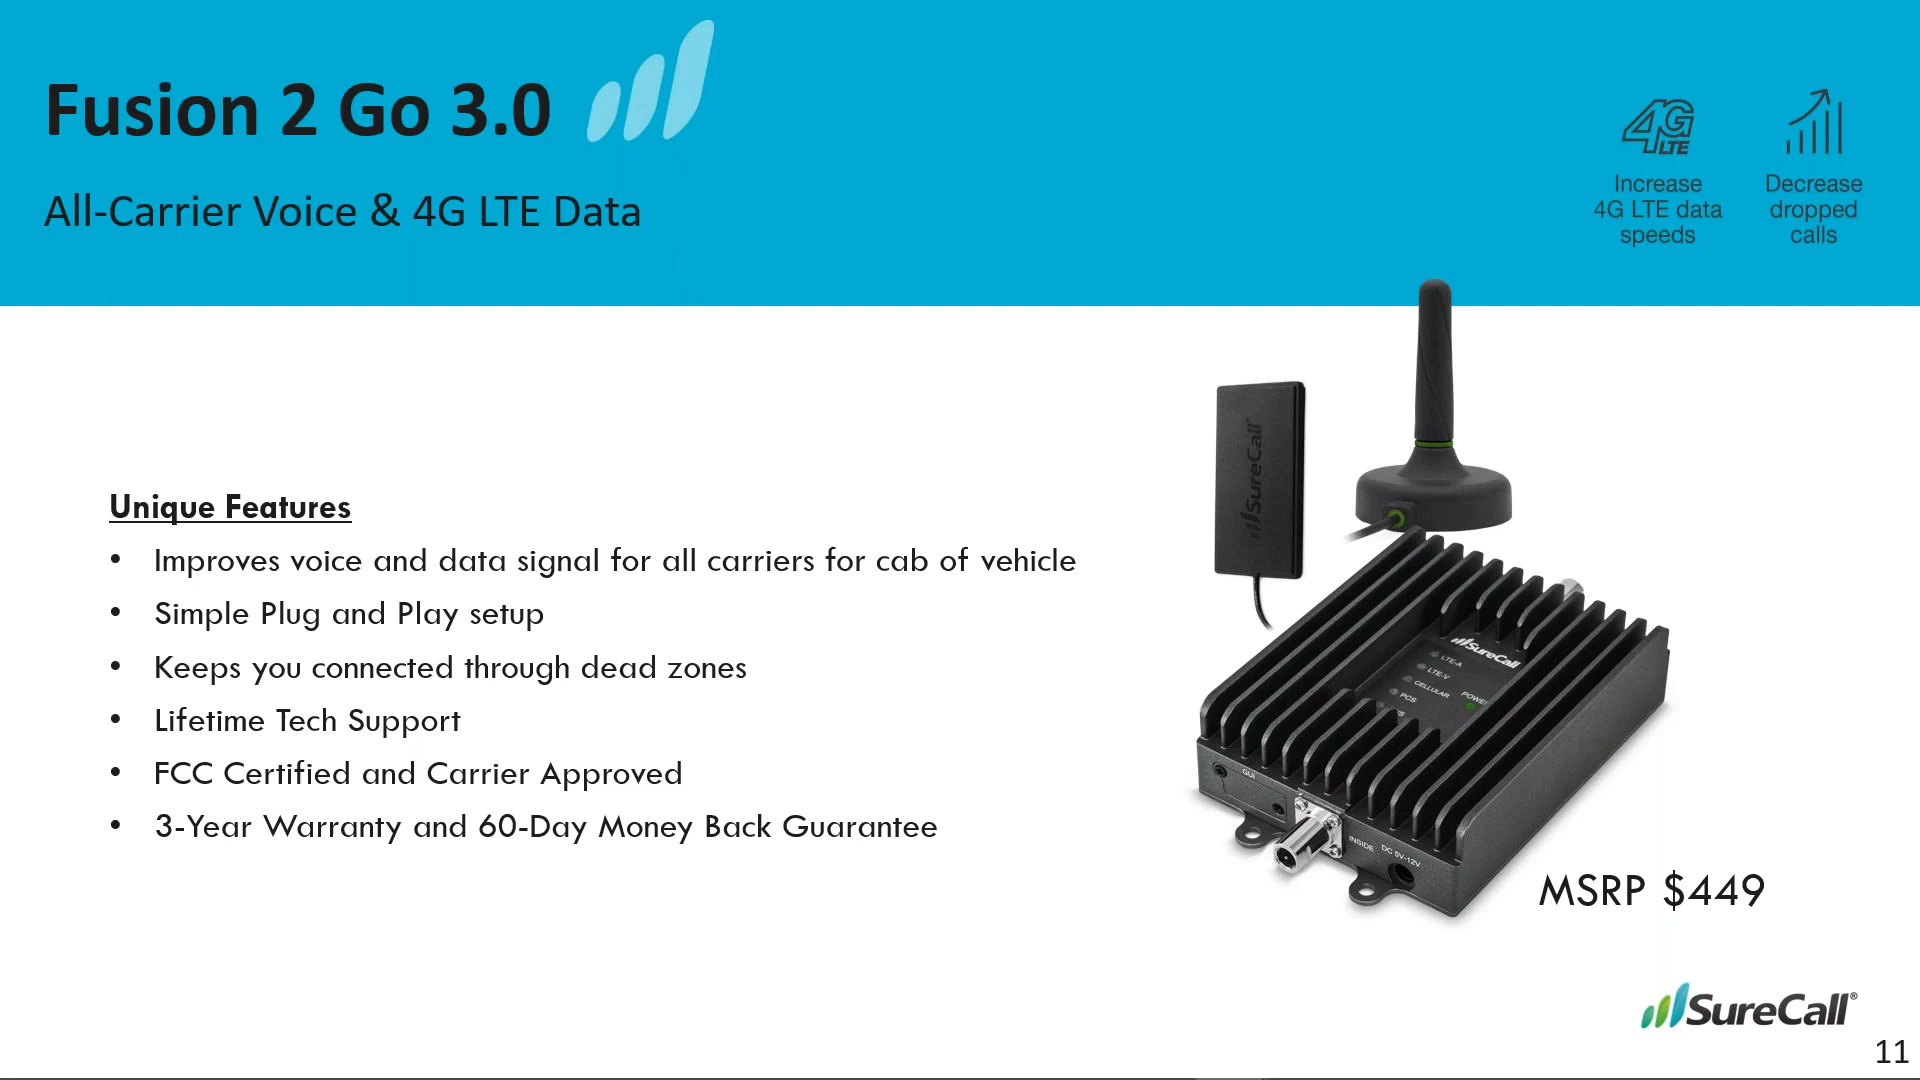 Fusion 2 Go 3.0
All-Carrier Voice & 4G LTE Data
4G
LTE
Increase
4G LTE data
speeds
Decrease
dropped
calls
Unique Features
• Improves voice and data signal for all carriers for cab of vehicle
• Simple Plug and Play setup
• Keeps you connected through dead zones
• Lifetime Tech Support
• FCC Certified and Carrier Approved
• 3-Year Warranty and 60-Day Money Back Guarantee
SureCall
SureCall
LTE-A
LTE-V
CELLULAR
PCS
POWER
GUI
INSIDE
DC 5V-12V
MSRP $449
SureCall®
11